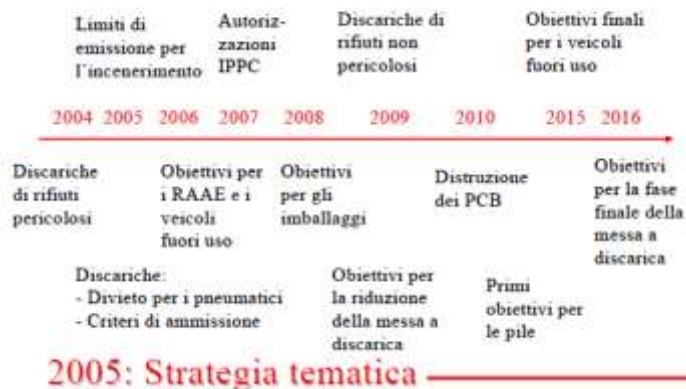 Limiti di
emissione per
l'incenerimento
Autoriz-
zazioni
IPPC
Discariche di
rifiuti non
pericolosi
Obiettivi finali
per i veicoli
fuori uso
2004 2005 2006 2007 2008 2009 2010 2015 2016
Discariche
di rifiuti
pericolosi
Obiettivi per
i RAAE e i
veicoli
fuori uso
Obiettivi
per gli
imballaggi
Distruzione
dei PCB
Obiettivi
per la fase
finale della
messa a
discarica
Discariche:
- Divieto per i pneumatici
- Criteri di ammissione
Obiettivi per
la riduzione
della messa a
discarica
Primi
obiettivi per
le pile
2005: Strategia tematica